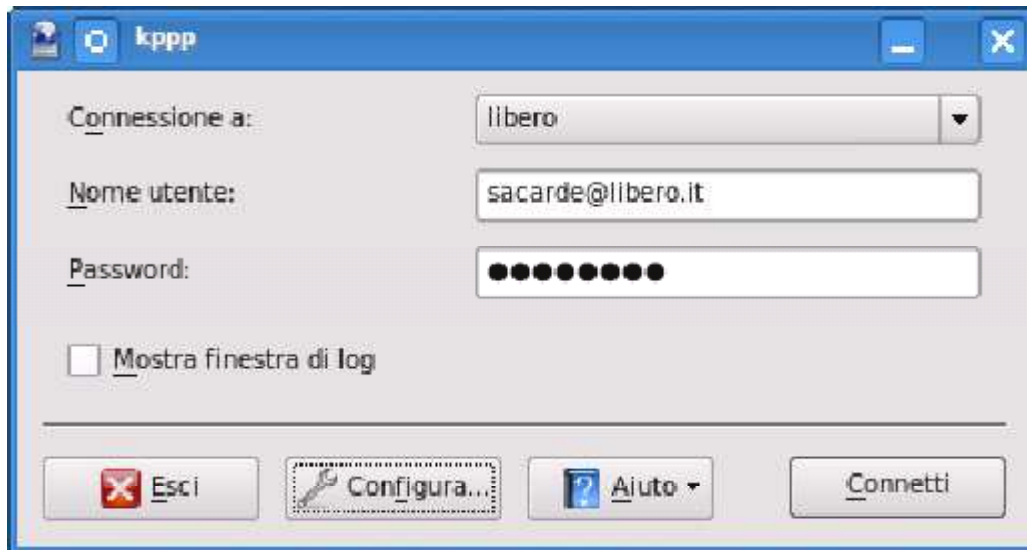 kppp
Connessione a: libero
Nome utente: sacarde@libero.it
Password: ●●●●●●●●
Mostra finestra di log
Esci Configura... Aiuto Connetti